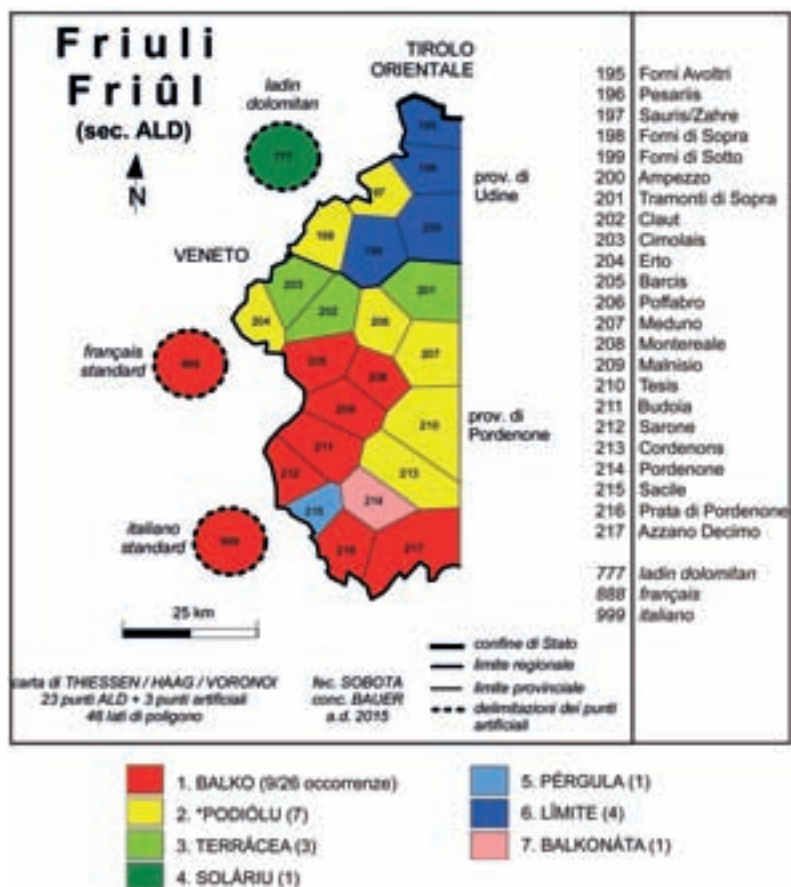 Friuli
Friûl
(sec. ALD)
N
ladin
dolomitan
777
TIROLO
ORIENTALE
VENETO
prov. di
Udine
français
standard
888
prov. di
Pordenone
italiano
standard
999
195
196
197
198
199
200
201
202
203
204
205
206
207
208
209
210
211
212
213
214
215
216
217
25 km
confine di Stato
limite regionale
limite provinciale
delimitazioni dei punti
artificiali
carta di THIESSEN / HAAG / VORONOI
23 punti ALD + 3 punti artificiali
46 lati di poligono
fec. SOBOTA
conc. BAUER
a.d. 2015
195 Forni Avoltri
196 Pesariis
197 Sauris/Zahre
198 Forni di Sopra
199 Forni di Sotto
200 Ampezzo
201 Tramonti di Sopra
202 Claut
203 Cimolais
204 Erto
205 Barcis
206 Poffabro
207 Meduno
208 Montereale
209 Malnisio
210 Tesis
211 Budoia
212 Sarone
213 Cordenons
214 Pordenone
215 Sacile
216 Prata di Pordenone
217 Azzano Decimo
777 ladin dolomitan
888 français
999 italiano
1. BALKO (9/26 occorrenze)
2. *PODIÓLU (7)
3. TERRÁCEA (3)
4. SOLÁRIU (1)
5. PÉRGULA (1)
6. LÍMITE (4)
7. BALKONÁTA (1)